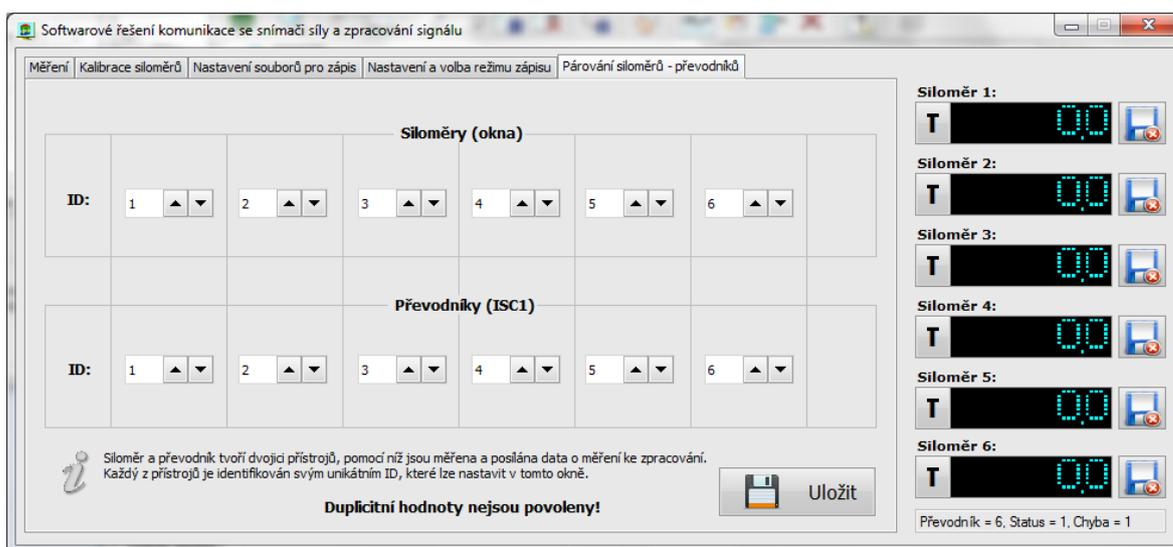 Softwarové řešení komunikace se snímači síly a zpracování signálu
Měření Kalibrace siloměrů Nastavení souborů pro zápis Nastavení a volba režimu zápisu Párování siloměrů - převodníků
Siloměry (okna)
ID: 1 2 3 4 5 6
Převodníky (ISC1)
ID: 1 2 3 4 5 6
Siloměr a převodník tvoří dvojici přístrojů, pomocí níž jsou měřena a posílána data o měření ke zpracování.
Každý z přístrojů je identifikován svým unikátním ID, které lze nastavit v tomto okně.
Duplicitní hodnoty nejsou povoleny!
Uložit
Siloměr 1:
T 0,0
Siloměr 2:
T 0,0
Siloměr 3:
T 0,0
Siloměr 4:
T 0,0
Siloměr 5:
T 0,0
Siloměr 6:
T 0,0
Převodník = 6, Status = 1, Chyba = 1